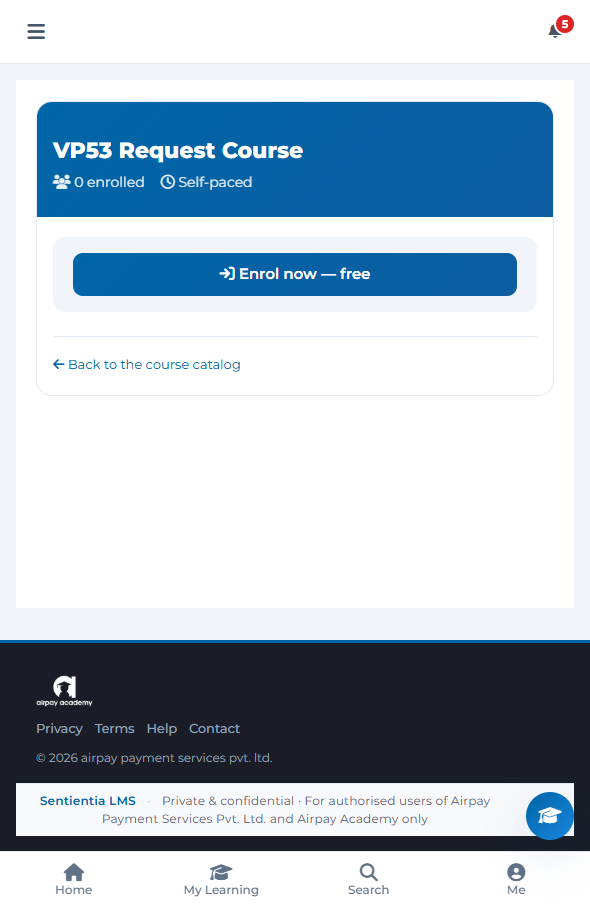 5
VP53 Request Course
0 enrolled Self-paced
Enrol now — free
Back to the course catalog
airpay academy
Privacy Terms Help Contact
© 2026 airpay payment services pvt. ltd.
Sentientia LMS · Private & confidential · For authorised users of Airpay
Payment Services Pvt. Ltd. and Airpay Academy only
Home My Learning Search Me